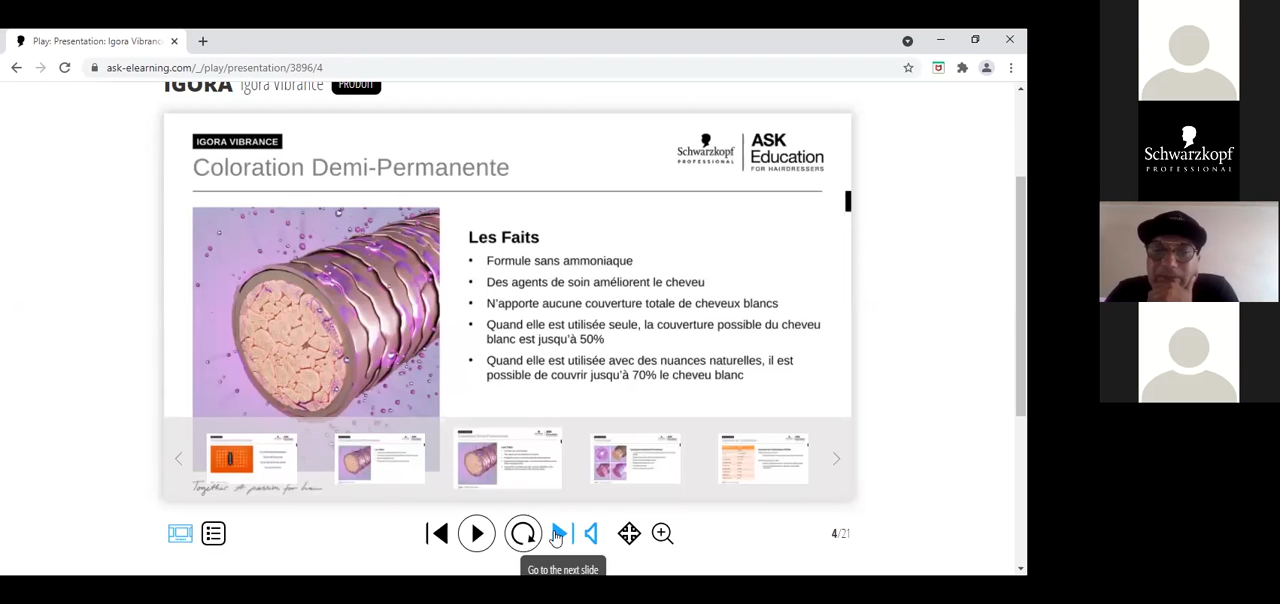 Play: Presentation: Igora Vibranc
ask-elearning.com/_/play/presentation/3896/4
IGORA Igora Vibrance PRODUIT
IGORA VIBRANCE
Coloration Demi-Permanente
Schwarzkopf
PROFESSIONAL
ASK
Education
FOR HAIRDRESSERS
Les Faits
• Formule sans ammoniaque
• Des agents de soin améliorent le cheveu
• N'apporte aucune couverture totale de cheveux blancs
• Quand elle est utilisée seule, la couverture possible du cheveu
blanc est jusqu'à 50%
• Quand elle est utilisée avec des nuances naturelles, il est
possible de couvrir jusqu'à 70% le cheveu blanc
Together. A passion for hair.
4/21
Go to the next slide
Schwarzkopf
PROFESSIONAL